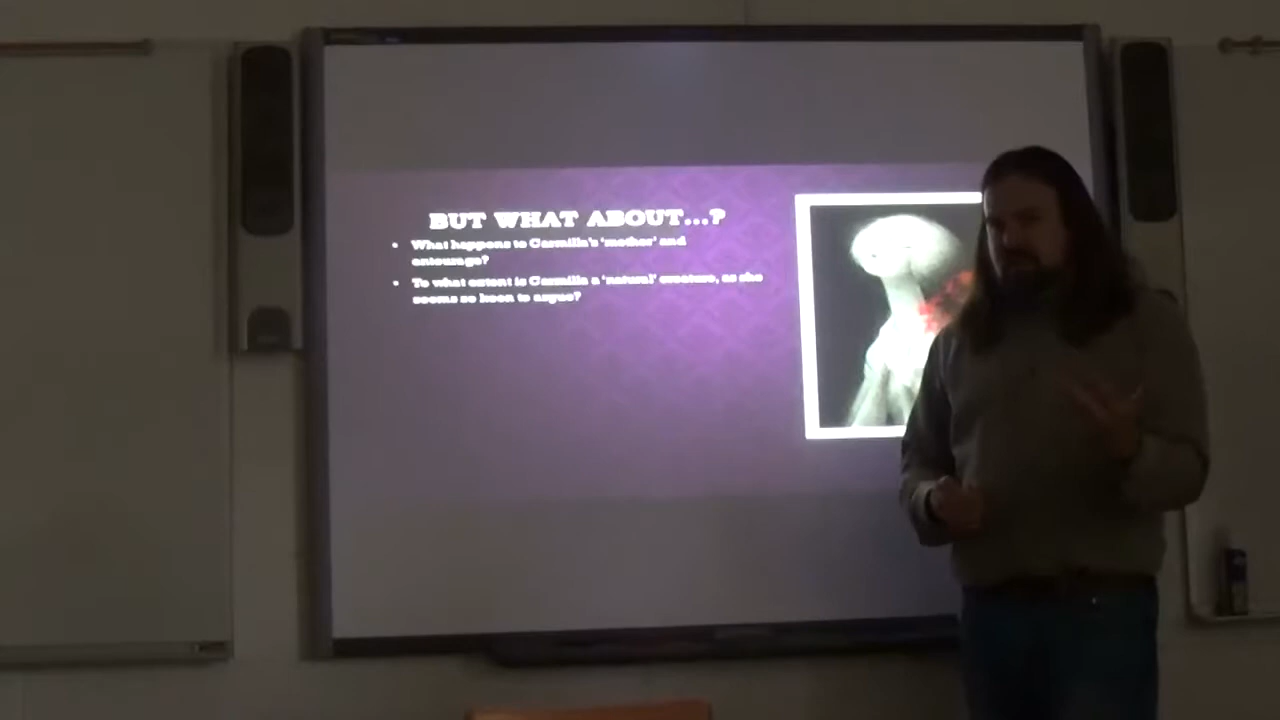 BUT WHAT ABOUT...?
• What happens to Carmilla's 'mother' and
entourage?
• To what extent is Carmilla a 'natural' creature, as she
seems so keen to argue?